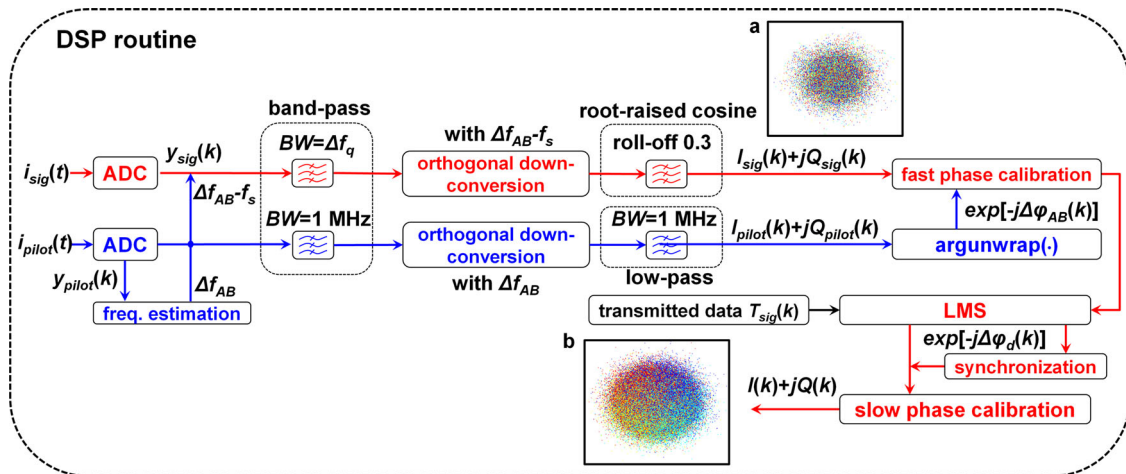 DSP routine
a
band-pass
root-raised cosine
BW=Δf_q
with Δf_AB-f_s
roll-off 0.3
i_sig(t)
ADC
y_sig(k)
orthogonal down-
conversion
I_sig(k)+jQ_sig(k)
fast phase calibration
Δf_AB-f_s
exp[-jΔφ_AB(k)]
BW=1 MHz
BW=1 MHz
i_pilot(t)
ADC
orthogonal down-
conversion
I_pilot(k)+jQ_pilot(k)
argunwrap(.)
y_pilot(k)
Δf_AB
with Δf_AB
low-pass
freq. estimation
transmitted data T_sig(k)
LMS
exp[-jΔφ_d(k)]
b
synchronization
I(k)+jQ(k)
slow phase calibration